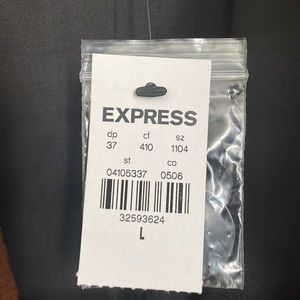 EXPRESS
dp cl sz
37 410 1104
st co
04105337 0506
32593624
L